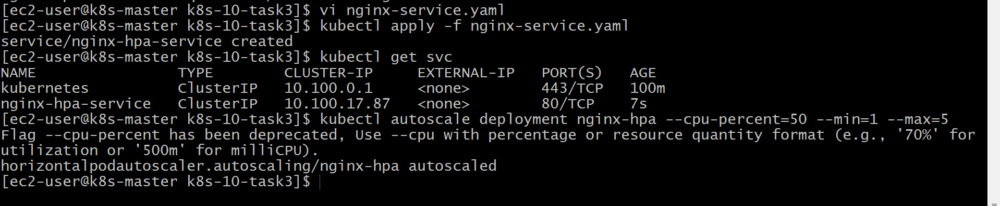 [ec2-user@k8s-master k8s-10-task3]$ vi nginx-service.yaml
[ec2-user@k8s-master k8s-10-task3]$ kubectl apply -f nginx-service.yaml
service/nginx-hpa-service created
[ec2-user@k8s-master k8s-10-task3]$ kubectl get svc
NAME                TYPE        CLUSTER-IP     EXTERNAL-IP   PORT(S)   AGE
kubernetes          ClusterIP   10.100.0.1     <none>        443/TCP   100m
nginx-hpa-service   ClusterIP   10.100.17.87   <none>        80/TCP    7s
[ec2-user@k8s-master k8s-10-task3]$ kubectl autoscale deployment nginx-hpa --cpu-percent=50 --min=1 --max=5
Flag --cpu-percent has been deprecated, Use --cpu with percentage or resource quantity format (e.g., '70%' for
utilization or '500m' for milliCPU).
horizontalpodautoscaler.autoscaling/nginx-hpa autoscaled
[ec2-user@k8s-master k8s-10-task3]$